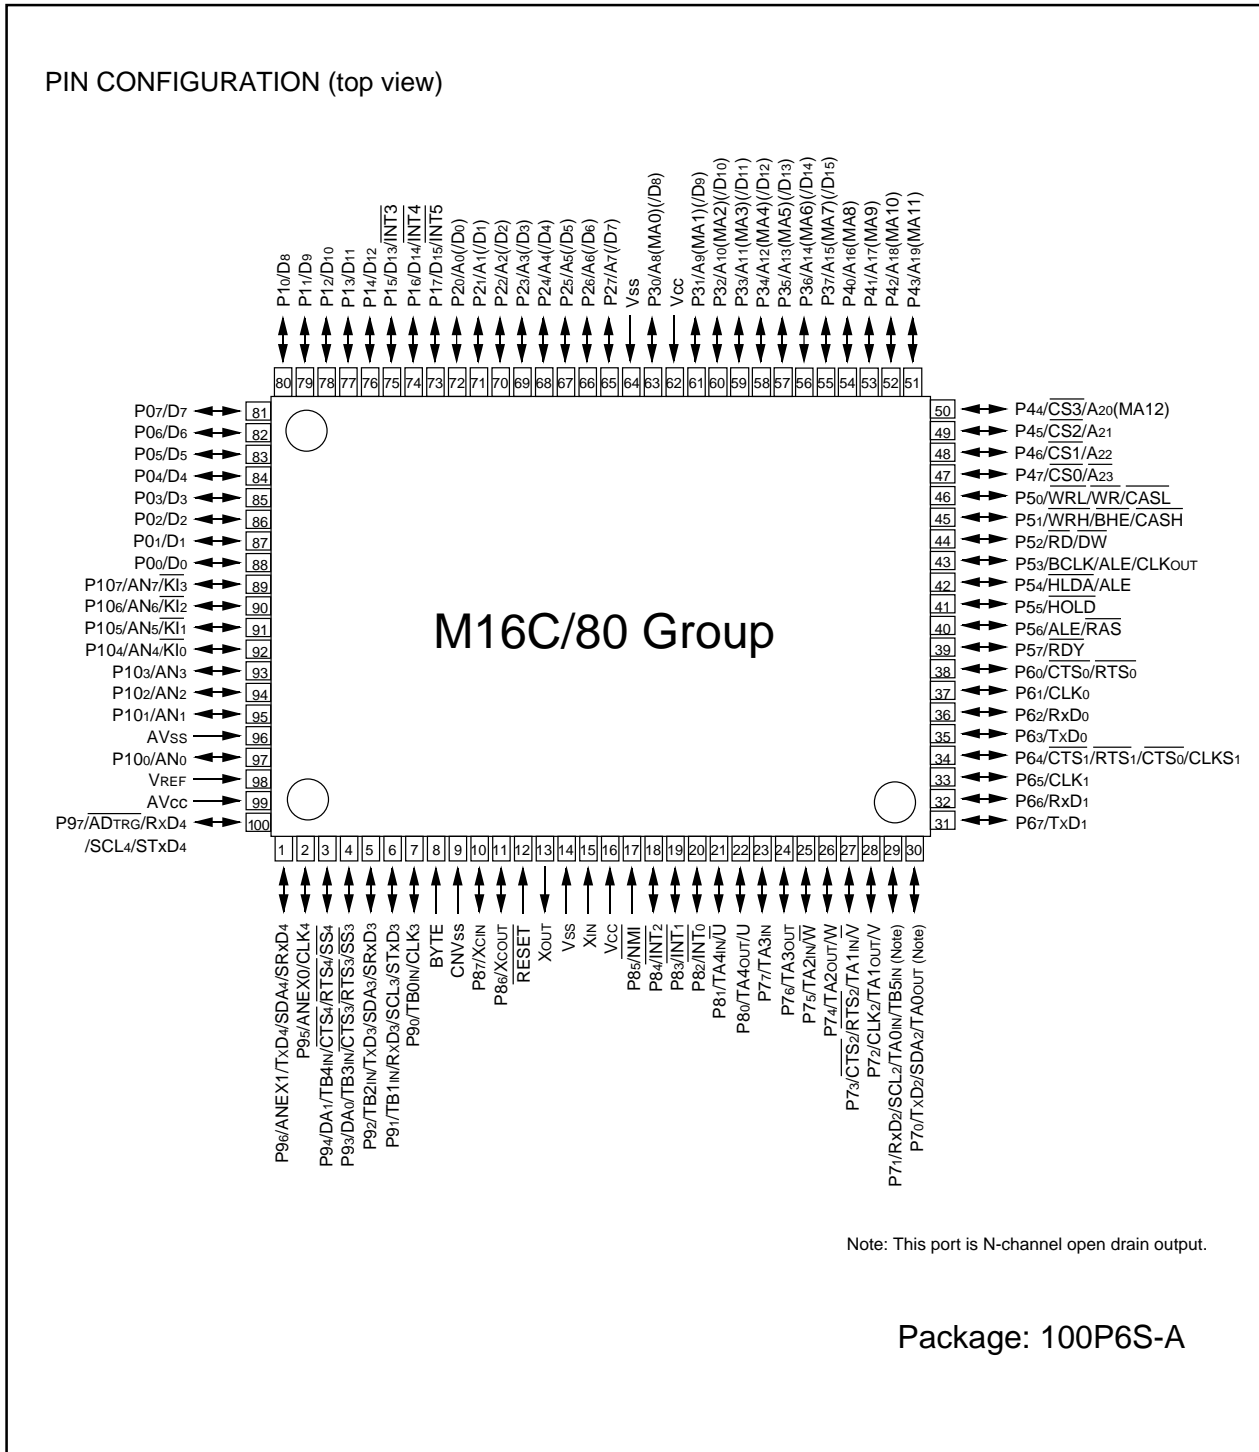 PIN CONFIGURATION (top view)
P10/D8
P11/D9
P12/D10
P13/D11
P14/D12
P15/D13/INT3
P16/D14/INT4
P17/D15/INT5
P20/A0(/D0)
P21/A1(/D1)
P22/A2(/D2)
P23/A3(/D3)
P24/A4(/D4)
P25/A5(/D5)
P26/A6(/D6)
P27/A7(/D7)
Vss
P30/A8(MA0)(/D8)
Vcc
P31/A9(MA1)(/D9)
P32/A10(MA2)(/D10)
P33/A11(MA3)(/D11)
P34/A12(MA4)(/D12)
P35/A13(MA5)(/D13)
P36/A14(MA6)(/D14)
P37/A15(MA7)(/D15)
P40/A16(MA8)
P41/A17(MA9)
P42/A18(MA10)
P43/A19(MA11)
80 79 78 77 76 75 74 73 72 71 70 69 68 67 66 65 64 63 62 61 60 59 58 57 56 55 54 53 52 51
P07/D7 81
P06/D6 82
P05/D5 83
P04/D4 84
P03/D3 85
P02/D2 86
P01/D1 87
P00/D0 88
P107/AN7/KI3 89
P106/AN6/KI2 90
P105/AN5/KI1 91
P104/AN4/KI0 92
P103/AN3 93
P102/AN2 94
P101/AN1 95
AVSS 96
P100/AN0 97
VREF 98
AVcc 99
P97/ADTRG/RxD4 100
/SCL4/STxD4
M16C/80 Group
50 P44/CS3/A20(MA12)
49 P45/CS2/A21
48 P46/CS1/A22
47 P47/CS0/A23
46 P50/WRL/WR/CASL
45 P51/WRH/BHE/CASH
44 P52/RD/DW
43 P53/BCLK/ALE/CLKOUT
42 P54/HLDA/ALE
41 P55/HOLD
40 P56/ALE/RAS
39 P57/RDY
38 P60/CTS0/RTS0
37 P61/CLK0
36 P62/RxD0
35 P63/TxD0
34 P64/CTS1/RTS1/CTS0/CLKS1
33 P65/CLK1
32 P66/RxD1
31 P67/TxD1
1 2 3 4 5 6 7 8 9 10 11 12 13 14 15 16 17 18 19 20 21 22 23 24 25 26 27 28 29 30
P96/ANEX1/TxD4/SDA4/SRxD4
P95/ANEX0/CLK4
P94/DA1/TB4IN/CTS4/RTS4/SS4
P93/DA0/TB3IN/CTS3/RTS3/SS3
P92/TB2IN/TxD3/SDA3/SRxD3
P91/TB1IN/RxD3/SCL3/STxD3
P90/TB0IN/CLK3
BYTE
CNVss
P87/XCIN
P86/XCOUT
RESET
XOUT
VSS
XIN
VCC
P85/NMI
P84/INT2
P83/INT1
P82/INT0
P81/TA4IN/U
P80/TA4OUT/U
P77/TA3IN
P76/TA3OUT
P75/TA2IN/W
P74/TA2OUT/W
P73/CTS2/RTS2/TA1IN/V
P72/CLK2/TA1OUT/V
P71/RxD2/SCL2/TA0IN/TB5IN (Note)
P70/TxD2/SDA2/TA0OUT (Note)
Note: This port is N-channel open drain output.
Package: 100P6S-A